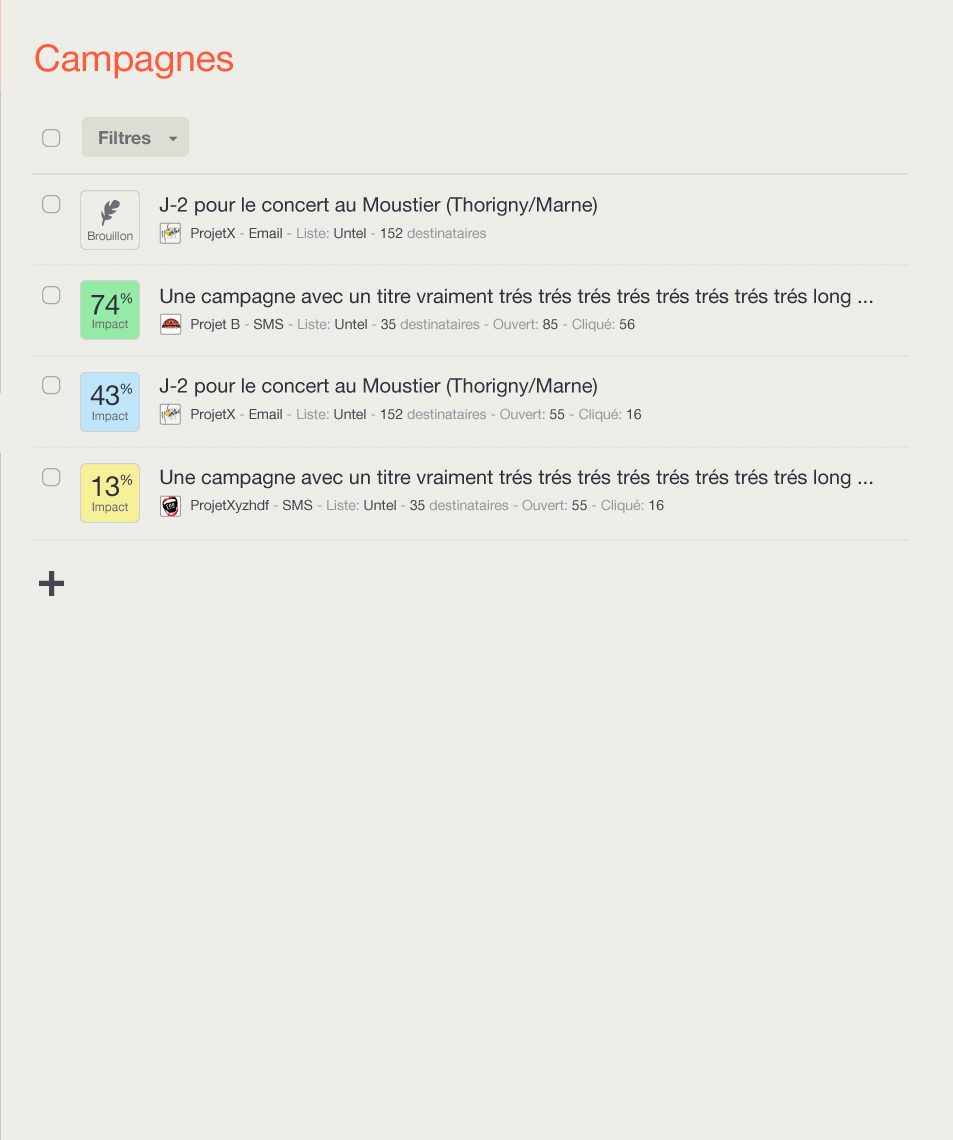 Campagnes
Filtres
Brouillon
J-2 pour le concert au Moustier (Thorigny/Marne)
ProjetX - Email - Liste: Untel - 152 destinataires
74%
Impact
Une campagne avec un titre vraiment trés trés trés trés trés trés trés trés long ...
Projet B - SMS - Liste: Untel - 35 destinataires - Ouvert: 85 - Cliqué: 56
43%
Impact
J-2 pour le concert au Moustier (Thorigny/Marne)
ProjetX - Email - Liste: Untel - 152 destinataires - Ouvert: 55 - Cliqué: 16
13%
Impact
Une campagne avec un titre vraiment trés trés trés trés trés trés trés trés long ...
ProjetXyzhdf - SMS - Liste: Untel - 35 destinataires - Ouvert: 55 - Cliqué: 16